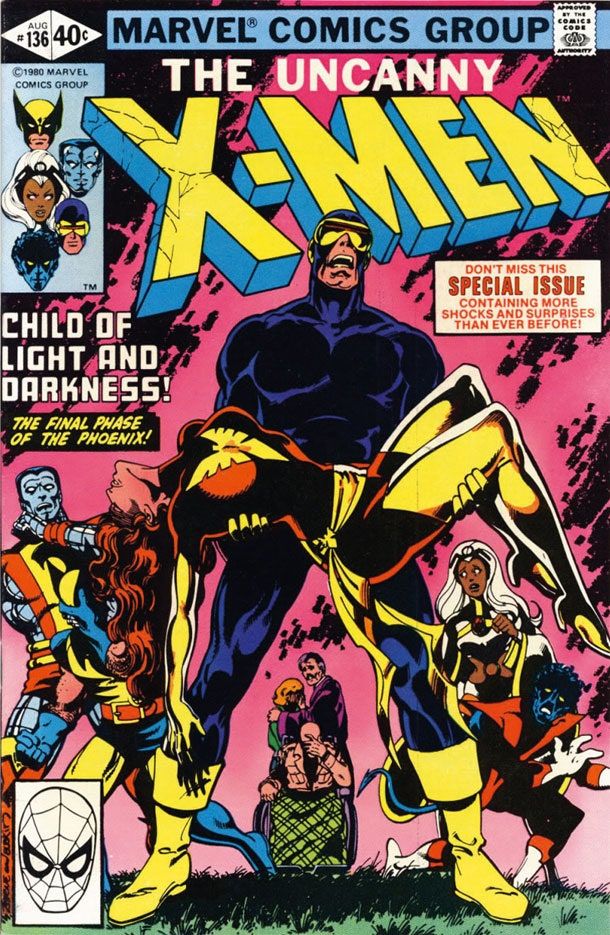 AUG
#136
40¢
MARVEL® COMICS GROUP
APPROVED
BY THE
COMICS
CODE
AUTHORITY
©1980 MARVEL
COMICS GROUP
THE UNCANNY
X-MEN
TM
TM
DON'T MISS THIS
SPECIAL ISSUE
CONTAINING MORE
SHOCKS AND SURPRISES
THAN EVER BEFORE!
CHILD OF
LIGHT AND
DARKNESS!
THE FINAL PHASE
OF THE PHOENIX!